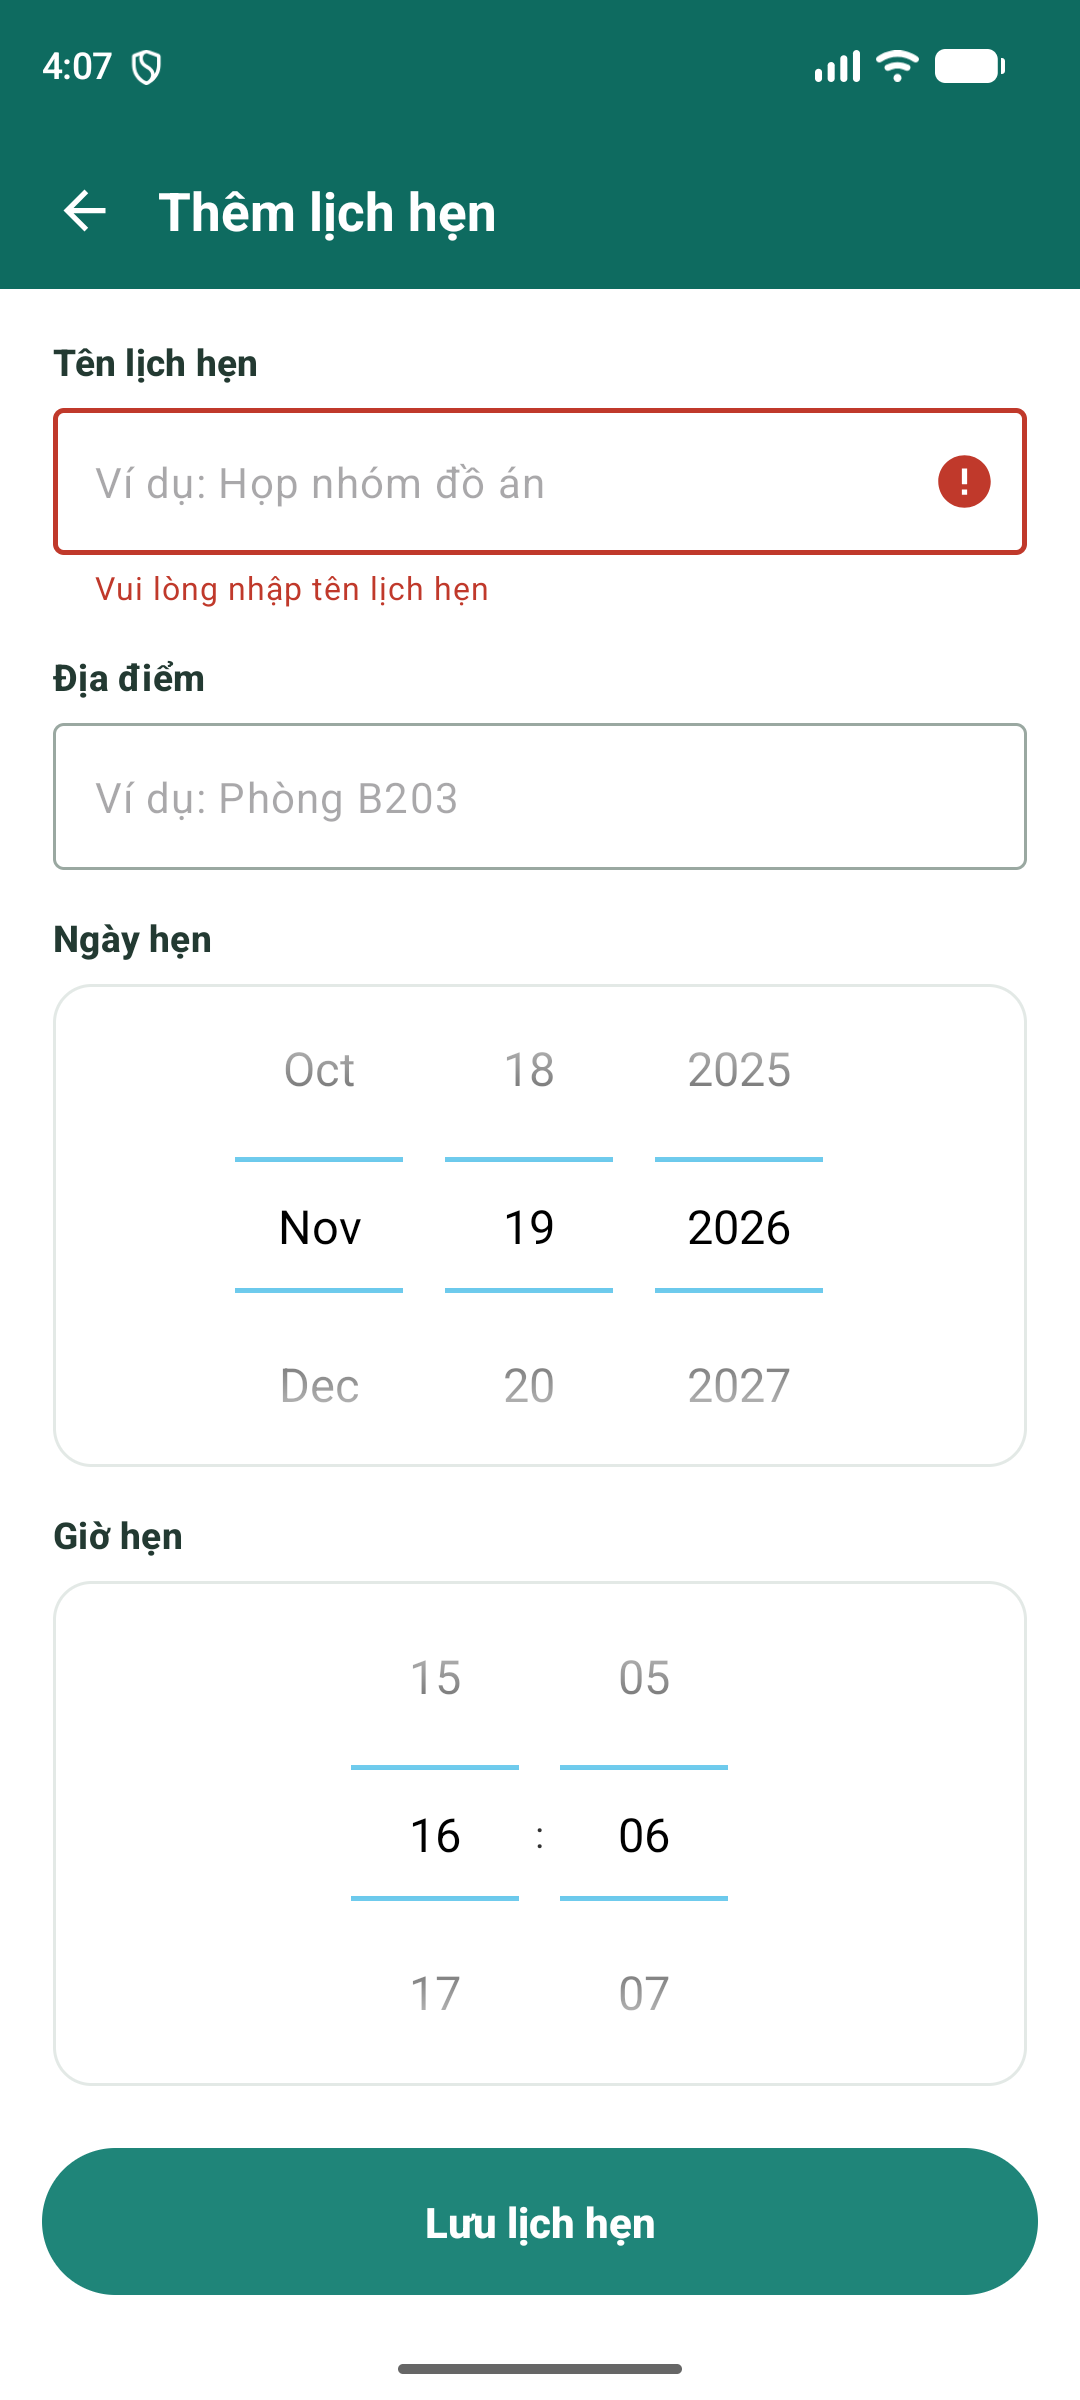 4:07
Thêm lịch hẹn
Tên lịch hẹn
Ví dụ: Họp nhóm đồ án
Vui lòng nhập tên lịch hẹn
Địa điểm
Ví dụ: Phòng B203
Ngày hẹn
Oct 18 2025
Nov 19 2026
Dec 20 2027
Giờ hẹn
15 05
16 : 06
17 07
Lưu lịch hẹn